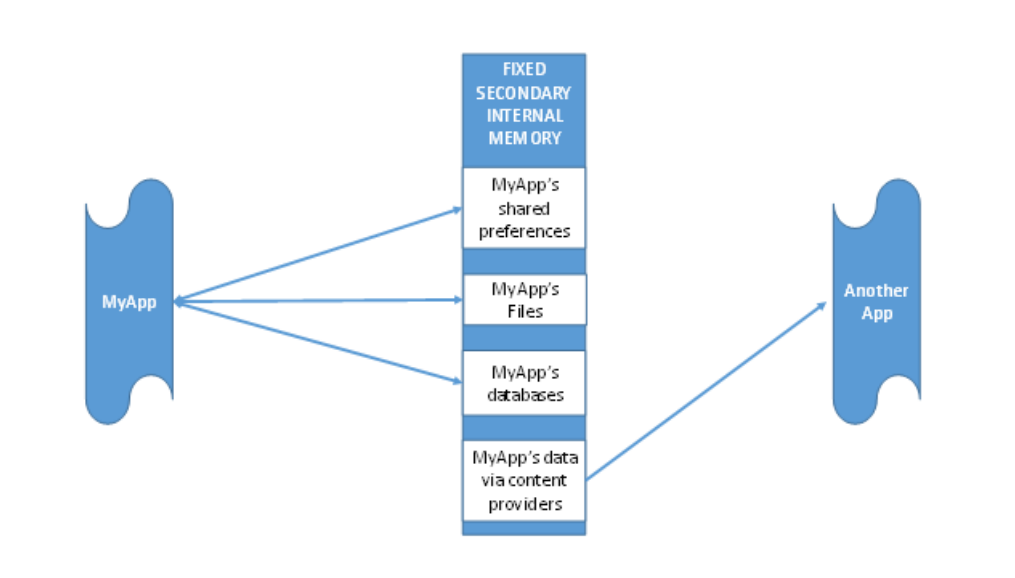 FIXED
SECONDARY
INTERNAL
MEMORY
MyApp's
shared
preferences
MyApp
MyApp's
Files
Another
App
MyApp's
databases
MyApp's data
via content
providers